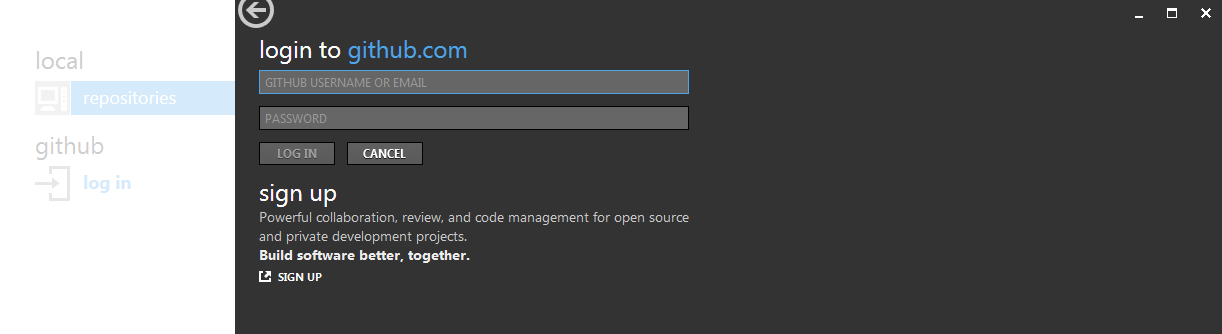 local
repositories
github
log in
login to github.com
GITHUB USERNAME OR EMAIL
PASSWORD
LOG IN
CANCEL
sign up
Powerful collaboration, review, and code management for open source
and private development projects.
Build software better, together.
SIGN UP